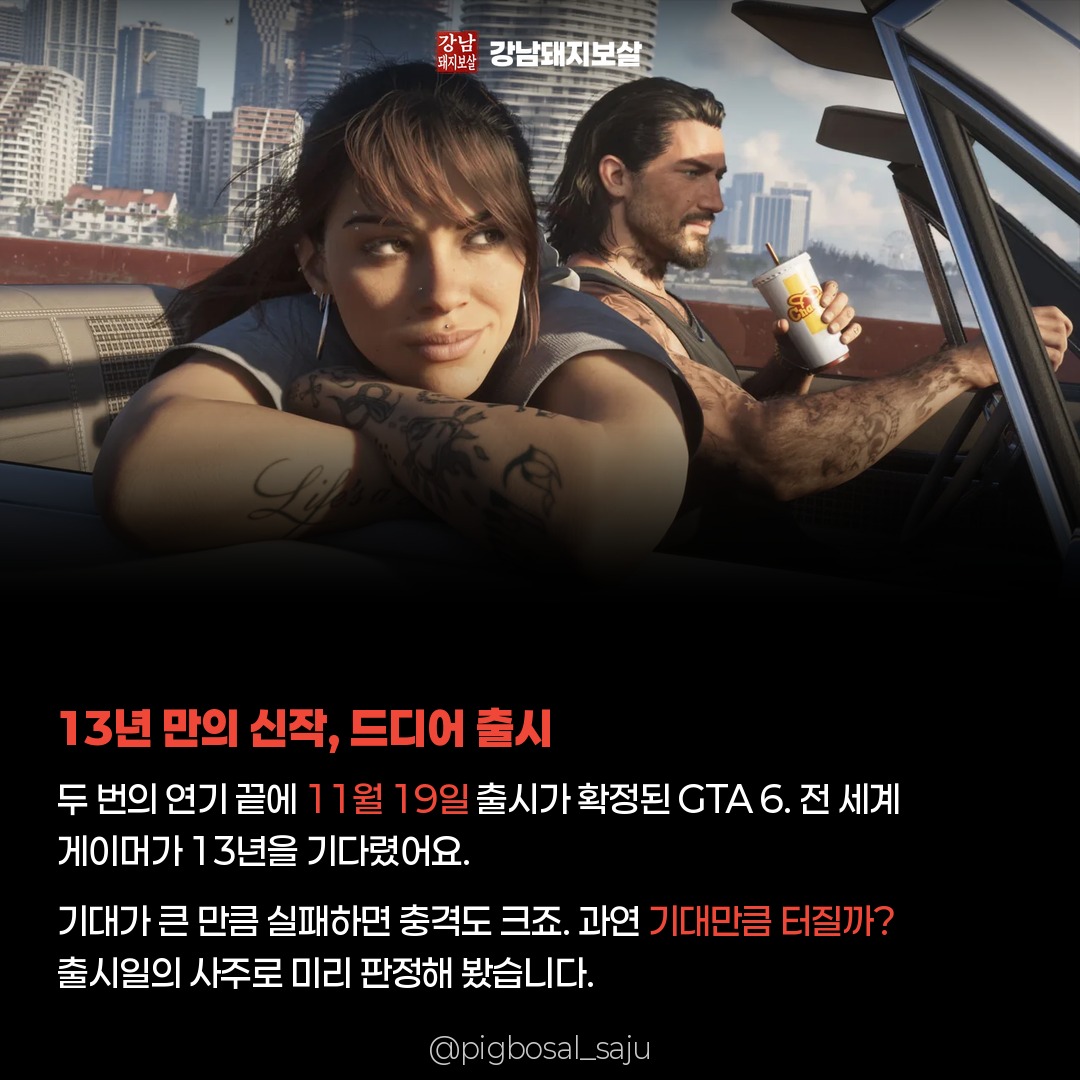 강남
돼지보살
강남돼지보살
Life's a
13년 만의 신작, 드디어 출시
두 번의 연기 끝에 11월 19일 출시가 확정된 GTA 6. 전 세계
게이머가 13년을 기다렸어요.
기대가 큰 만큼 실패하면 충격도 크죠. 과연 기대만큼 터질까?
출시일의 사주로 미리 판정해 봤습니다.
@pigbosal_saju